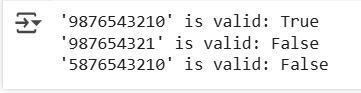 '9876543210' is valid: True
'987654321' is valid: False
'5876543210' is valid: False